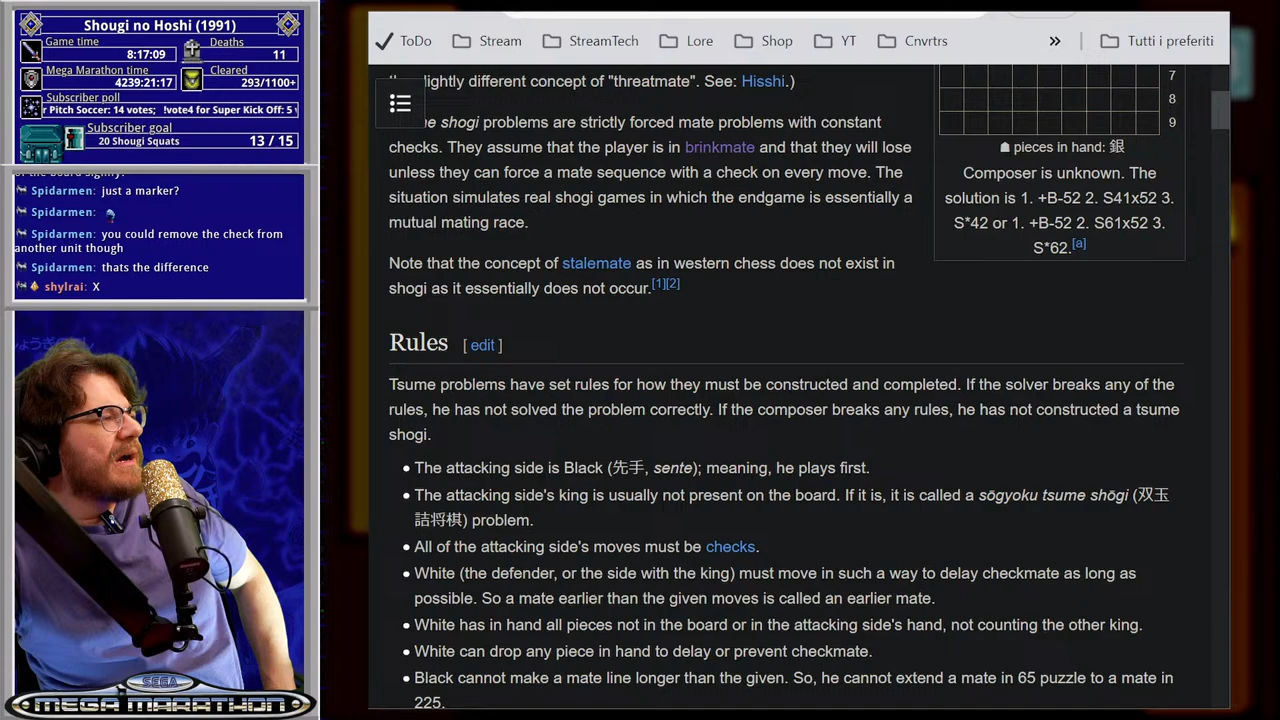 Shougi no Hoshi (1991)
Game time
8:17:09
Deaths
11
Mega Marathon time
4239:21:17
Cleared
293/1100+
Subscriber poll
r Pitch Soccer: 14 votes; !vote4 for Super Kick Off: 5
Subscriber goal
20 Shougi Squats
13 / 15
Spidarmen: just a marker?
Spidarmen:
Spidarmen: you could remove the check from
another unit though
Spidarmen: thats the difference
shylrai: X
SEGA
MEGA MARATHON
ToDo
Stream
StreamTech
Lore
Shop
YT
Cnvrtrs
»
Tutti i preferiti
slightly different concept of "threatmate". See: Hisshi.)
shogi problems are strictly forced mate problems with constant
checks. They assume that the player is in brinkmate and that they will lose
unless they can force a mate sequence with a check on every move. The
situation simulates real shogi games in which the endgame is essentially a
mutual mating race.
Note that the concept of stalemate as in western chess does not exist in
shogi as it essentially does not occur.[1][2]
7
8
9
☗ pieces in hand: 銀
Composer is unknown. The
solution is 1. +B-52 2. S41x52 3.
S*42 or 1. +B-52 2. S61x52 3.
S*62.[a]
Rules [ edit ]
Tsume problems have set rules for how they must be constructed and completed. If the solver breaks any of the
rules, he has not solved the problem correctly. If the composer breaks any rules, he has not constructed a tsume
shogi.
• The attacking side is Black (先手, sente); meaning, he plays first.
• The attacking side's king is usually not present on the board. If it is, it is called a sōgyoku tsume shōgi (双玉
詰将棋) problem.
• All of the attacking side's moves must be checks.
• White (the defender, or the side with the king) must move in such a way to delay checkmate as long as
possible. So a mate earlier than the given moves is called an earlier mate.
• White has in hand all pieces not in the board or in the attacking side's hand, not counting the other king.
• White can drop any piece in hand to delay or prevent checkmate.
• Black cannot make a mate line longer than the given. So, he cannot extend a mate in 65 puzzle to a mate in
225.